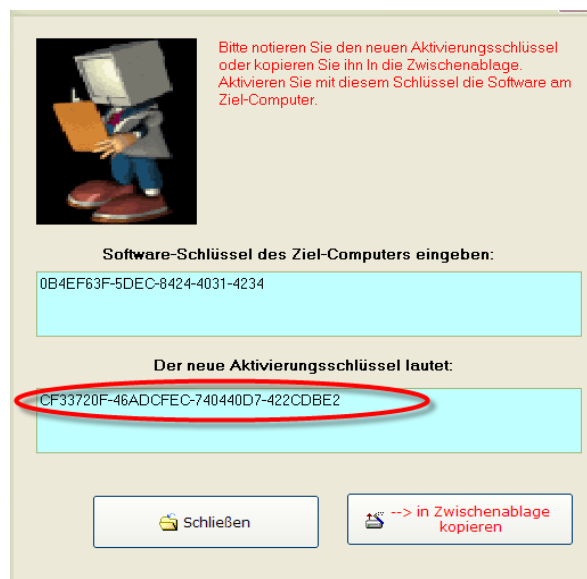 Bitte notieren Sie den neuen Aktivierungsschlüssel
oder kopieren Sie ihn In die Zwischenablage.
Aktivieren Sie mit diesem Schlüssel die Software am
Ziel-Computer.
Software-Schlüssel des Ziel-Computers eingeben:
0B4EF63F-5DEC-8424-4031-4234
Der neue Aktivierungsschlüssel lautet:
CF33720F-46ADCFEC-740440D7-422CDBE2
Schließen
--> in Zwischenablage
kopieren